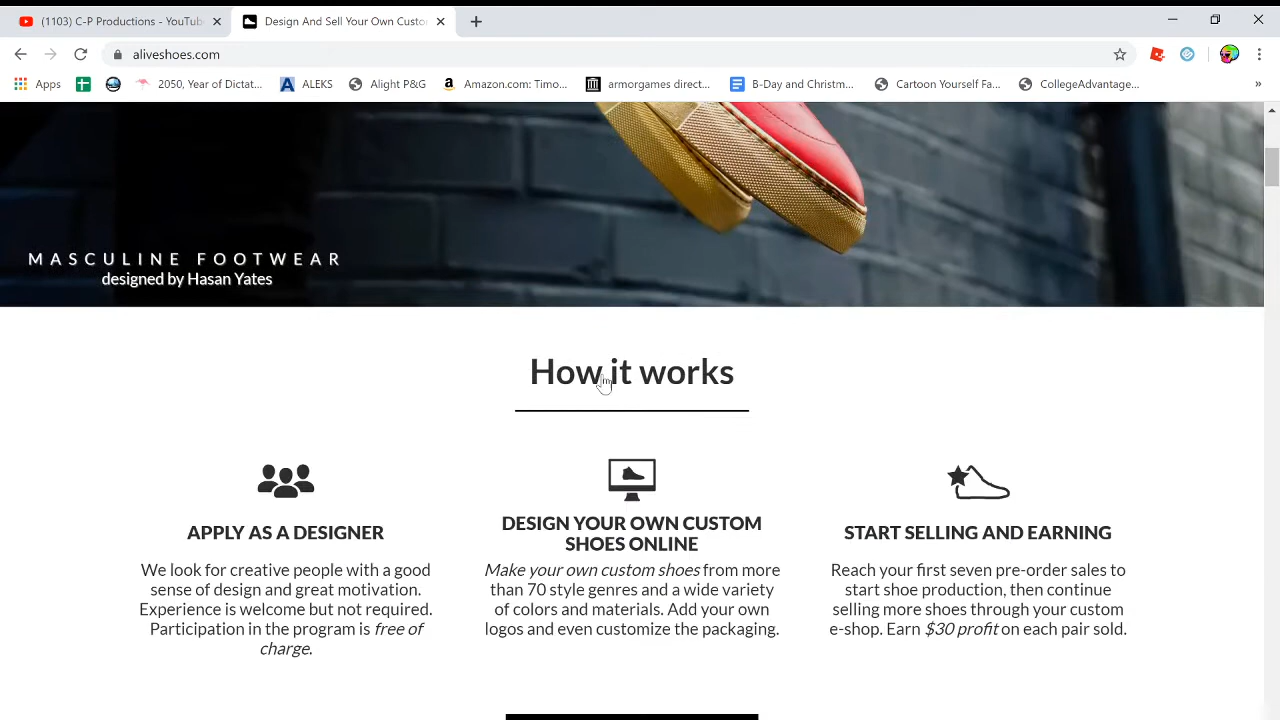 (1103) C-P Productions - YouTub
Design And Sell Your Own Custo
aliveshoes.com
Apps
2050, Year of Dictat...
ALEKS
Alight P&G
Amazon.com: Timo...
armorgames direct...
B-Day and Christm...
Cartoon Yourself Fa...
CollegeAdvantage...
»
MASCULINE FOOTWEAR
designed by Hasan Yates
How it works
APPLY AS A DESIGNER
We look for creative people with a good
sense of design and great motivation.
Experience is welcome but not required.
Participation in the program is free of
charge.
DESIGN YOUR OWN CUSTOM
SHOES ONLINE
Make your own custom shoes from more
than 70 style genres and a wide variety
of colors and materials. Add your own
logos and even customize the packaging.
START SELLING AND EARNING
Reach your first seven pre-order sales to
start shoe production, then continue
selling more shoes through your custom
e-shop. Earn $30 profit on each pair sold.